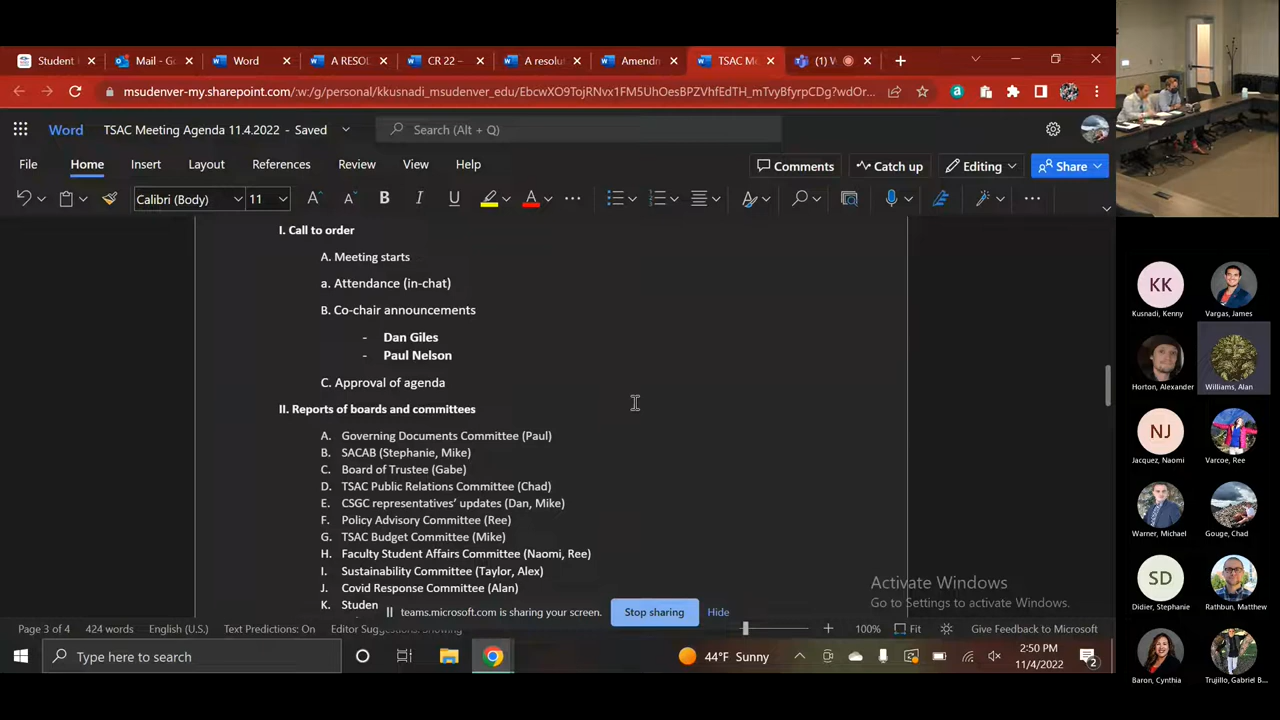 Student
Mail - Ge
Word
A RESOL
CR 22 –
A resolut
Amendm
TSAC Me
(1) W
msudenver-my.sharepoint.com/:w:/g/personal/kkusnadi_msudenver_edu/EbcwXO9TojRNvx1FM5UhOesBPZVhfEdTH_mTvyBfyrpCDg?wdOr...
Word TSAC Meeting Agenda 11.4.2022 - Saved Search (Alt + Q)
File Home Insert Layout References Review View Help Comments Catch up Editing Share
Calibri (Body) 11 B I U A
I. Call to order
A. Meeting starts
a. Attendance (in-chat)
B. Co-chair announcements
- Dan Giles
- Paul Nelson
C. Approval of agenda
II. Reports of boards and committees
A. Governing Documents Committee (Paul)
B. SACAB (Stephanie, Mike)
C. Board of Trustee (Gabe)
D. TSAC Public Relations Committee (Chad)
E. CSGC representatives' updates (Dan, Mike)
F. Policy Advisory Committee (Ree)
G. TSAC Budget Committee (Mike)
H. Faculty Student Affairs Committee (Naomi, Ree)
I. Sustainability Committee (Taylor, Alex)
J. Covid Response Committee (Alan)
K. Studen
teams.microsoft.com is sharing your screen. Stop sharing Hide
Activate Windows
Go to Settings to activate Windows.
Page 3 of 4 424 words English (U.S.) Text Predictions: On Editor Suggestions: Showing 100% Fit Give Feedback to Microsoft
Type here to search 44°F Sunny 2:50 PM
11/4/2022 2
KK
Kusnadi, Kenny
Vargas, James
Horton, Alexander
Williams, Alan
NJ
Jacquez, Naomi
Varcoe, Ree
Warner, Michael
Gouge, Chad
SD
Didier, Stephanie
Rathbun, Matthew
Baron, Cynthia
Trujillo, Gabriel B...